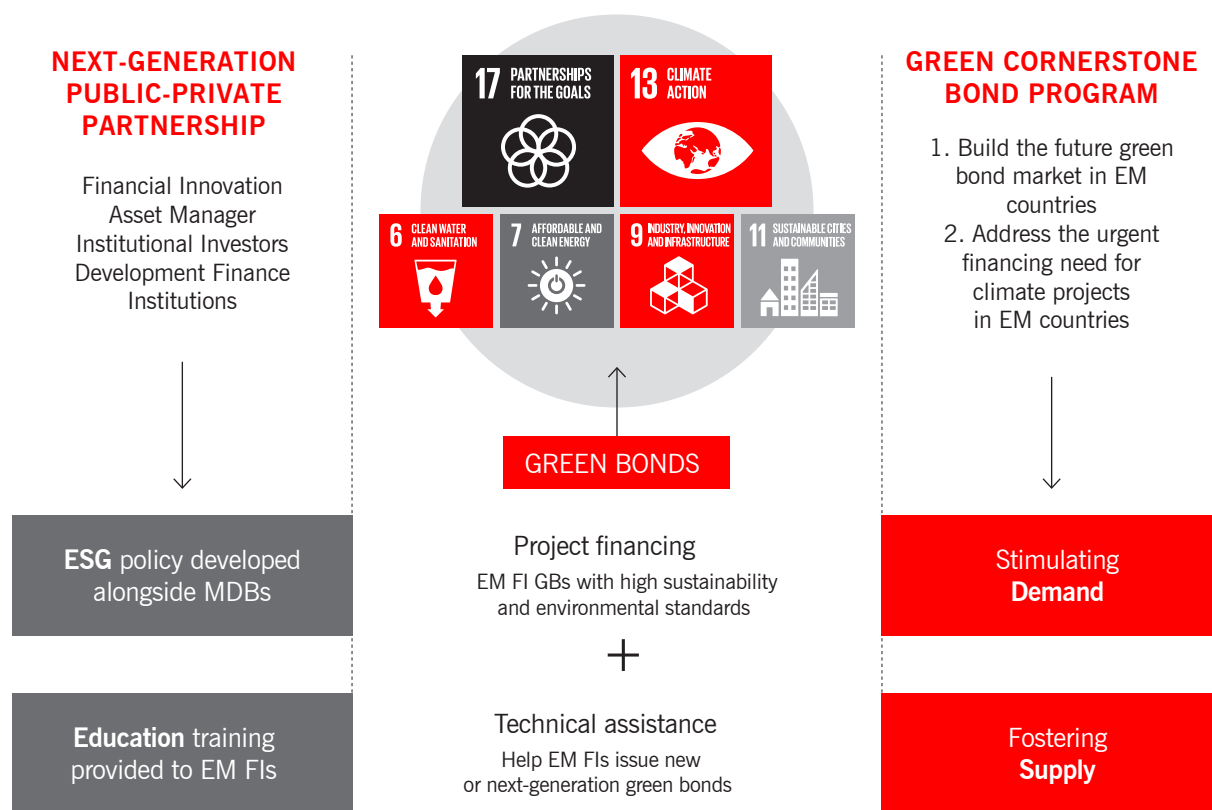 NEXT-GENERATION
PUBLIC-PRIVATE
PARTNERSHIP
Financial Innovation
Asset Manager
Institutional Investors
Development Finance
Institutions
ESG policy developed
alongside MDBs
Education training
provided to EM FIs
17 PARTNERSHIPS
FOR THE GOALS
13 CLIMATE
ACTION
6 CLEAN WATER
AND SANITATION
7 AFFORDABLE AND
CLEAN ENERGY
9 INDUSTRY, INNOVATION
AND INFRASTRUCTURE
11 SUSTAINABLE CITIES
AND COMMUNITIES
GREEN BONDS
Project financing
EM FI GBs with high sustainability
and environmental standards
+
Technical assistance
Help EM FIs issue new
or next-generation green bonds
GREEN CORNERSTONE
BOND PROGRAM
1. Build the future green
bond market in EM
countries
2. Address the urgent
financing need for
climate projects
in EM countries
Stimulating
Demand
Fostering
Supply